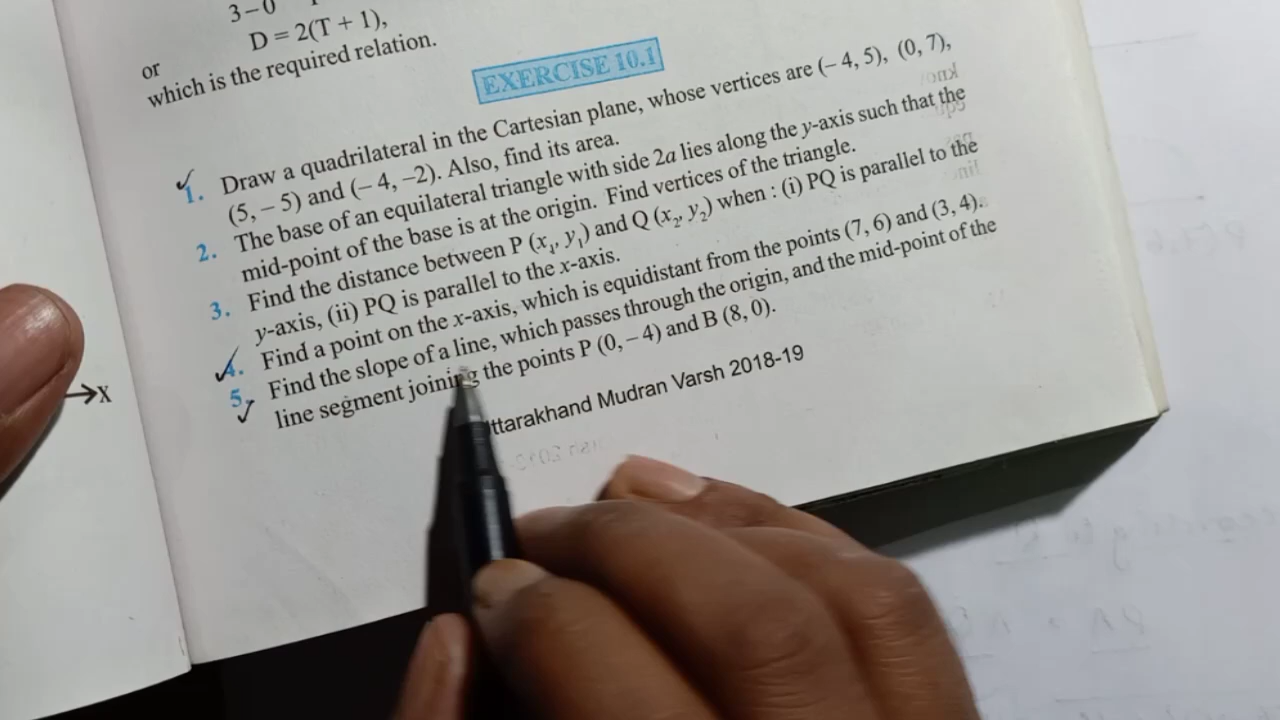 3 – 0
or
D = 2(T + 1),
which is the required relation.
EXERCISE 10.1
1. Draw a quadrilateral in the Cartesian plane, whose vertices are (– 4, 5), (0, 7),
(5, – 5) and (– 4, –2). Also, find its area.
2. The base of an equilateral triangle with side 2a lies along the y-axis such that the
mid-point of the base is at the origin. Find vertices of the triangle.
3. Find the distance between P (x₁, y₁) and Q (x₂, y₂) when : (i) PQ is parallel to the
y-axis, (ii) PQ is parallel to the x-axis.
4. Find a point on the x-axis, which is equidistant from the points (7, 6) and (3, 4).
5. Find the slope of a line, which passes through the origin, and the mid-point of the
line segment joining the points P (0, – 4) and B (8, 0).
ttarakhand Mudran Varsh 2018-19
X